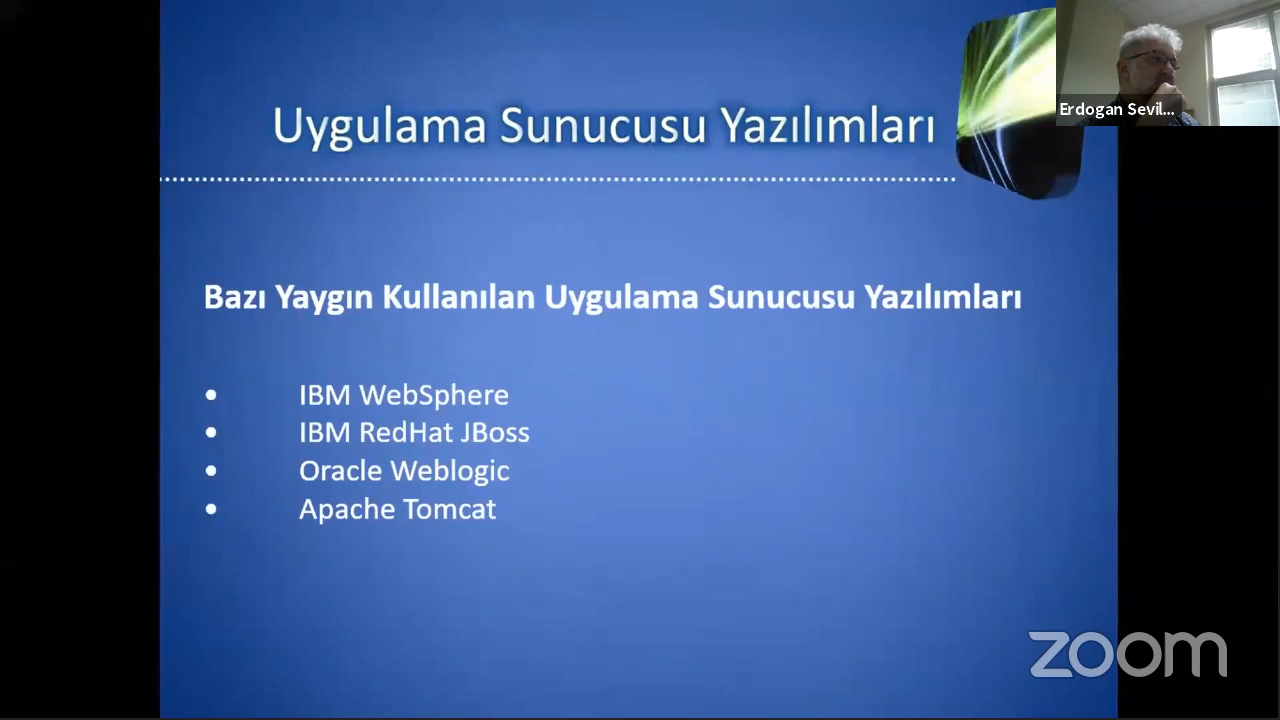 Uygulama Sunucusu Yazılımları
Erdogan Sevil...
Bazı Yaygın Kullanılan Uygulama Sunucusu Yazılımları
• IBM WebSphere
• IBM RedHat JBoss
• Oracle Weblogic
• Apache Tomcat
zoom